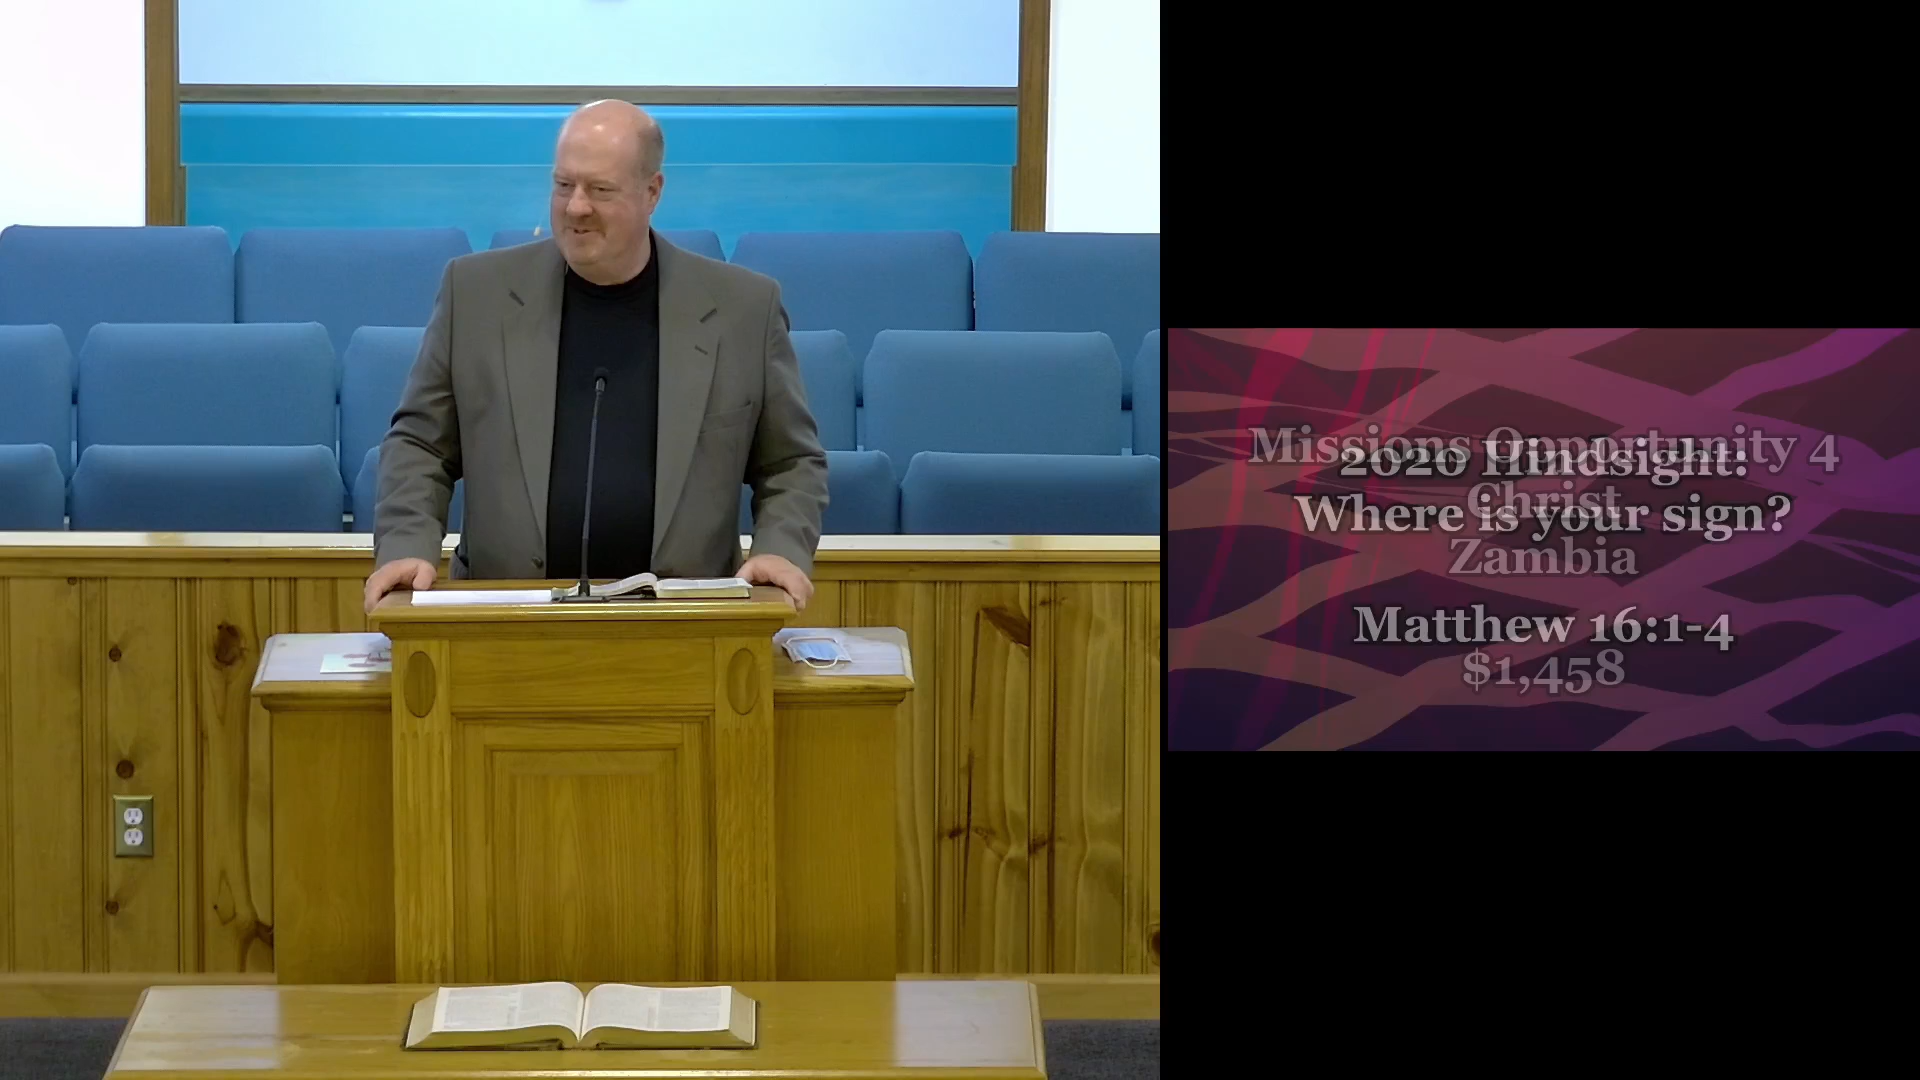 Missions Opportunity 4
2020 Hindsight:
Christ
Where is your sign?
Zambia
Matthew 16:1-4
$1,458